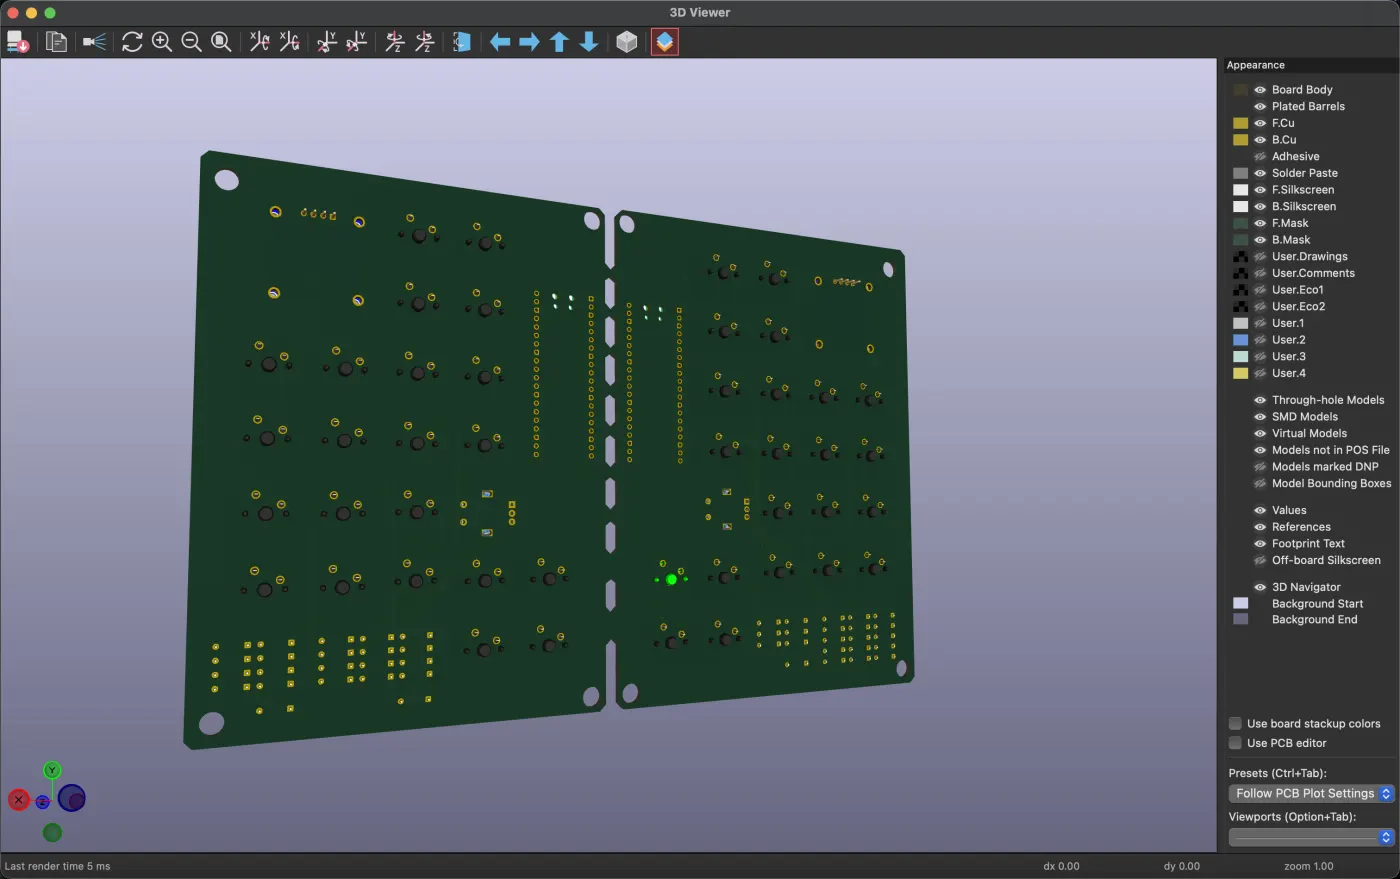 3D Viewer
Appearance
Board Body
Plated Barrels
F.Cu
B.Cu
Adhesive
Solder Paste
F.Silkscreen
B.Silkscreen
F.Mask
B.Mask
User.Drawings
User.Comments
User.Eco1
User.Eco2
User.1
User.2
User.3
User.4
Through-hole Models
SMD Models
Virtual Models
Models not in POS File
Models marked DNP
Model Bounding Boxes
Values
References
Footprint Text
Off-board Silkscreen
3D Navigator
Background Start
Background End
Use board stackup colors
Use PCB editor
Presets (Ctrl+Tab):
Follow PCB Plot Settings
Viewports (Option+Tab):
Y
X
Last render time 5 ms
dx 0.00
dy 0.00
zoom 1.00